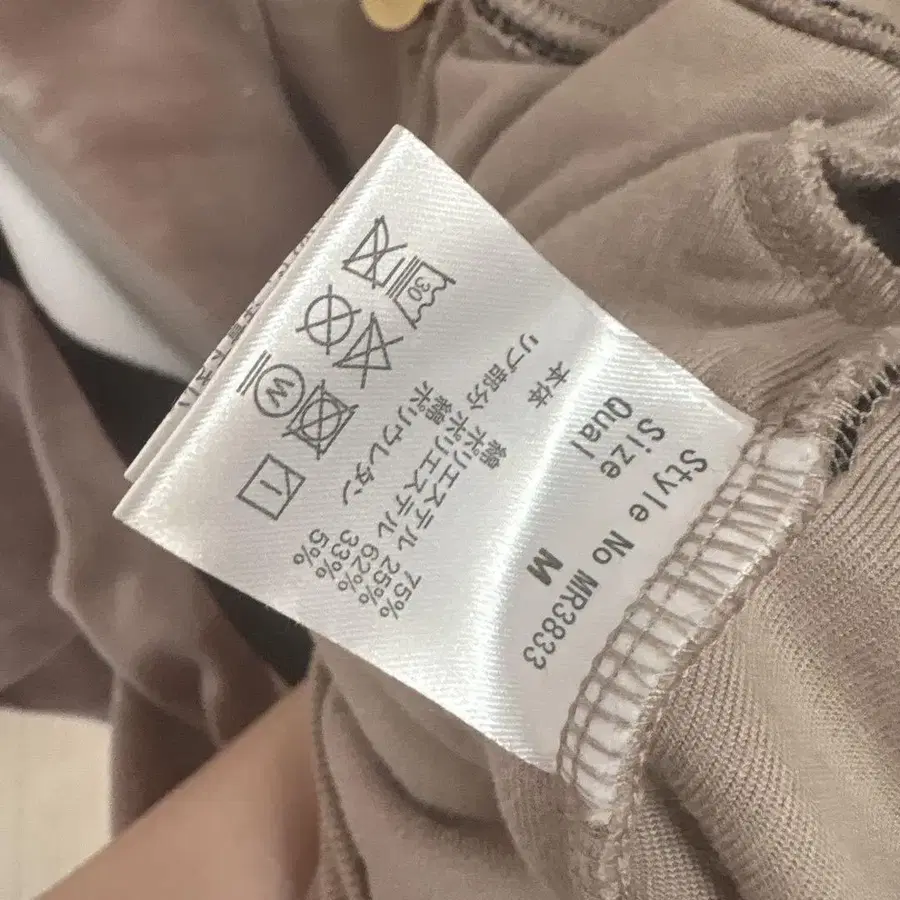 Style No MR3833
Size M
Qual
本体 綿 75%
ポリエステル 25%
リブ部分 ポリエステル 62%
綿 33%
ポリウレタン 5%
30
W